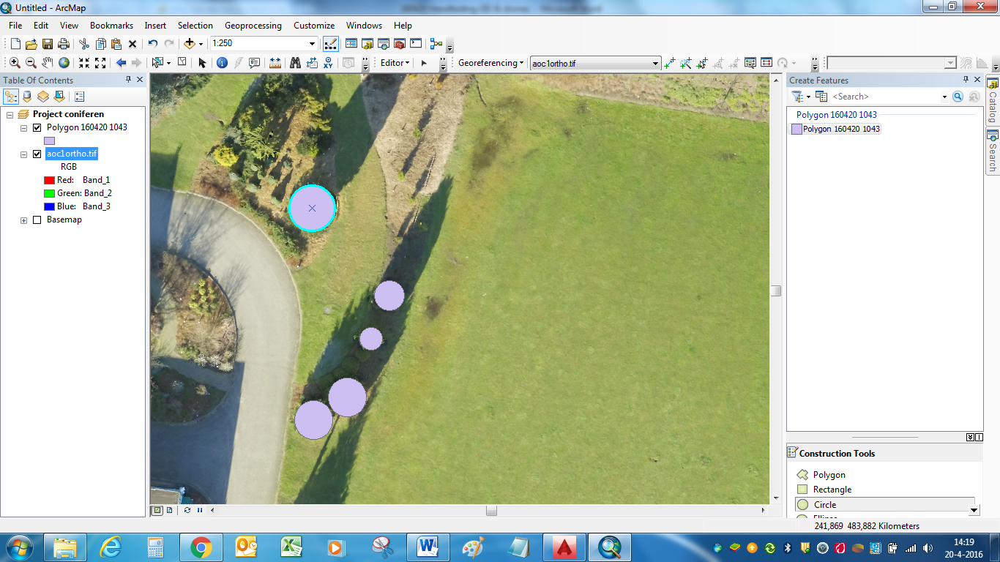 Untitled - ArcMap
File Edit View Bookmarks Insert Selection Geoprocessing Customize Windows Help
1:250
Editor Georeferencing aoc1ortho.tif
Table Of Contents
Project coniferen
Polygon 160420 1043
aoc1ortho.tif
RGB
Red: Band_1
Green: Band_2
Blue: Band_3
Basemap
Create Features
<Search>
Polygon 160420 1043
Polygon 160420 1043
Catalog
Search
Construction Tools
Polygon
Rectangle
Circle
241,869 483,882 Kilometers
14:19
20-4-2016